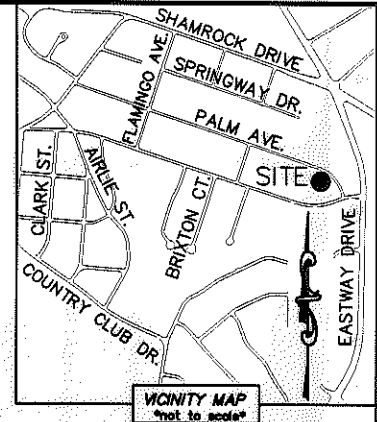 SHAMROCK DRIVE
FLAMINGO AVE.
SPRINGWAY DR.
PALM AVE.
SITE
CLARK ST.
AIRLIE ST.
BRIXTON CT.
EASTWAY DRIVE
COUNTRY CLUB DR.
VICINITY MAP
*not to scale*